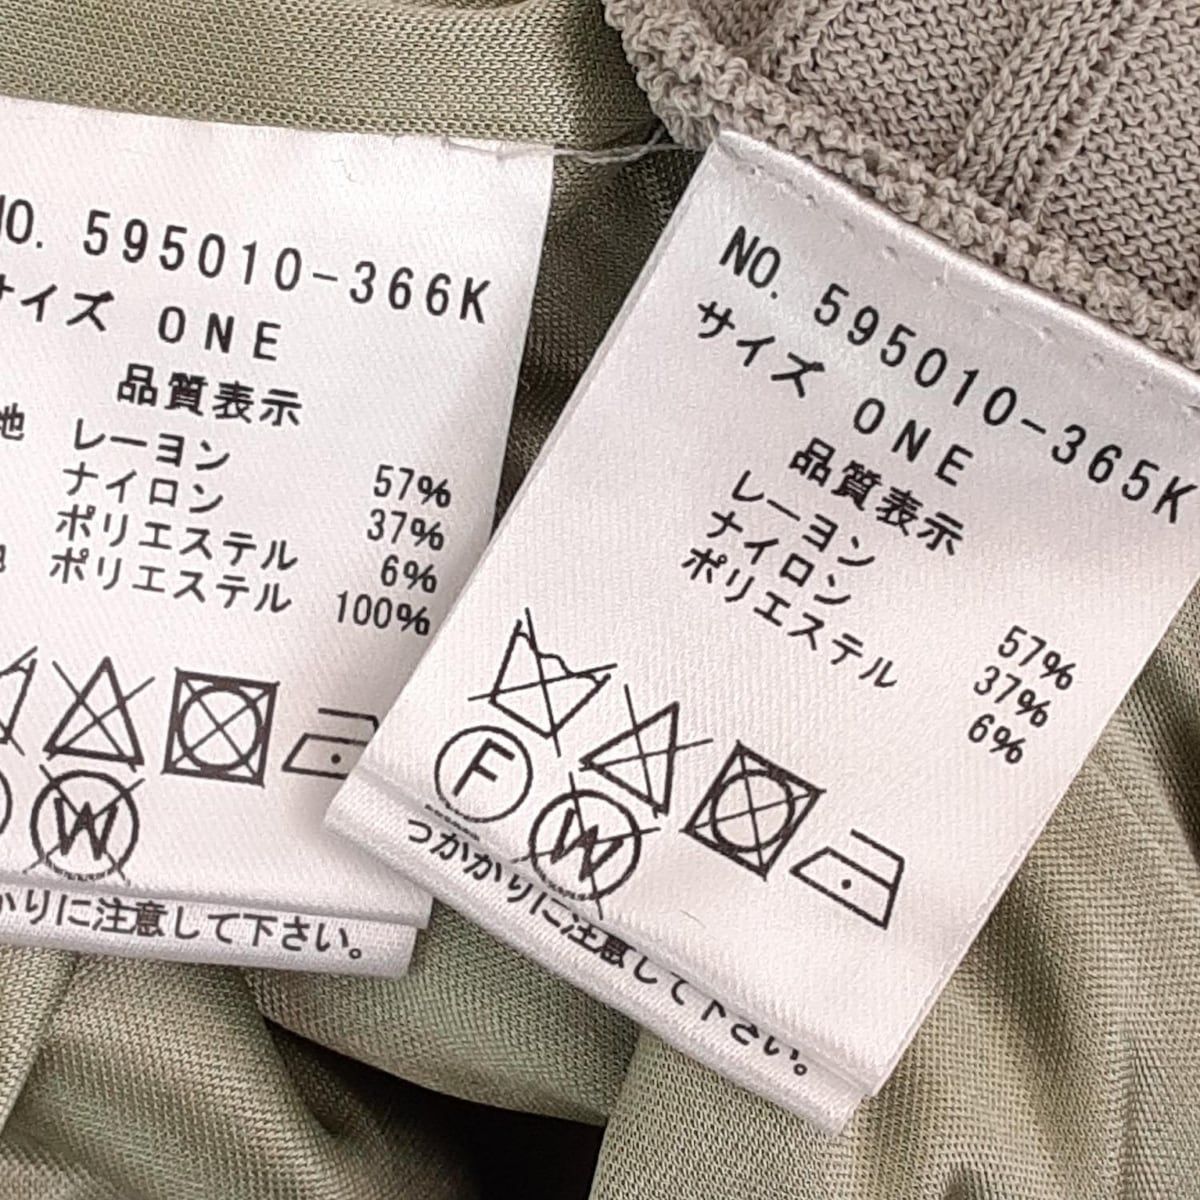 NO. 595010-366K
サイズ ONE
品質表示
地 レーヨン 57%
ナイロン 37%
ポリエステル 6%
地 ポリエステル 100%
W
かりに注意して下さい。
NO. 595010-365K
サイズ ONE
品質表示
レーヨン 57%
ナイロン 37%
ポリエステル 6%
F W
つかかりに注意して下さい。